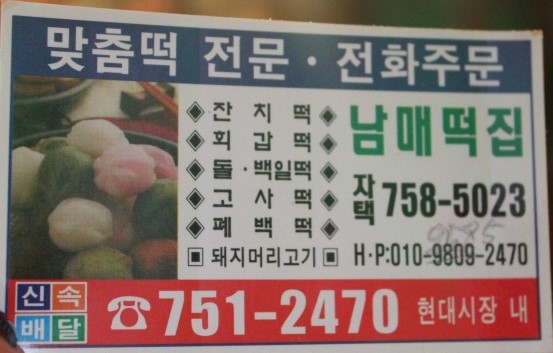 맞춤떡 전문·전화주문
◈ 잔치떡 ◈
◈ 회갑떡 ◈
◈ 돌·백일떡 ◈
◈ 고사떡 ◈
◈ 폐백떡 ◈
▣ 돼지머리고기 ▣
남매떡집
자택 758-5023
9885
H·P:010-9809-2470
신속배달
☎751-2470 현대시장 내